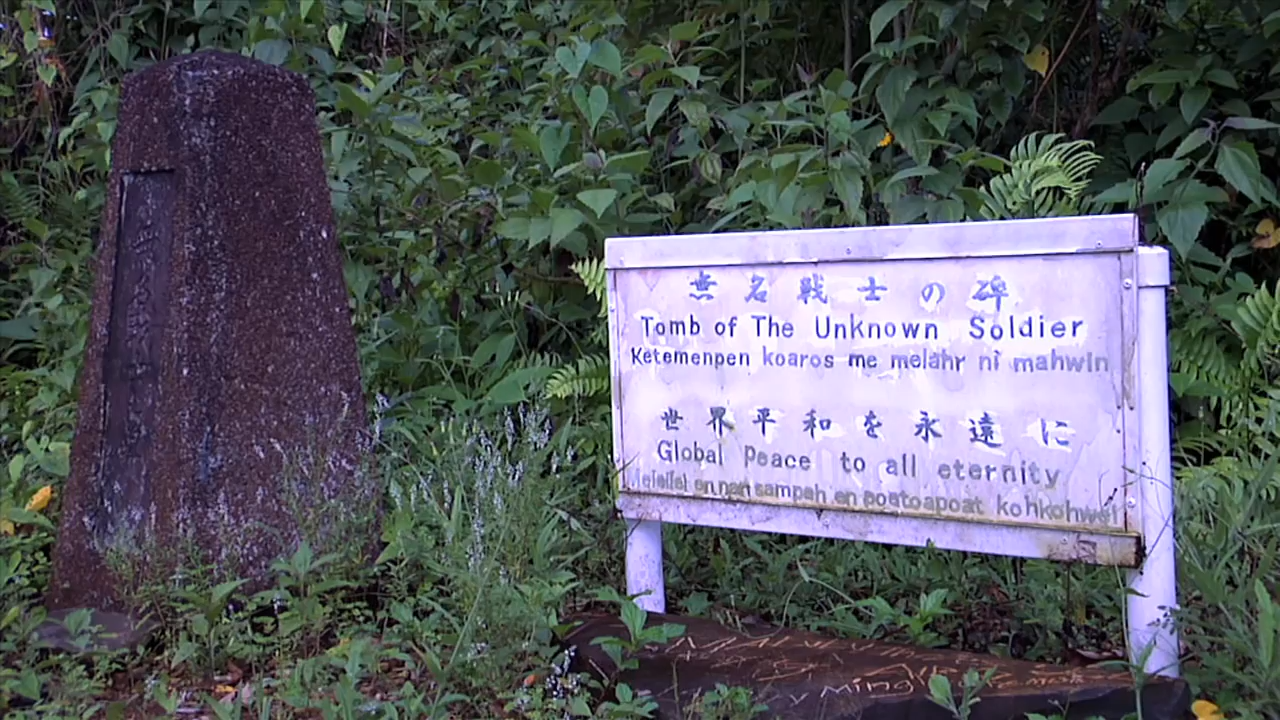 無名戦士の碑
Tomb of The Unknown Soldier
Ketemenpen koaros me melahr ni mahwin
世界平和を永遠に
Global Peace to all eternity
en nan sampah en poatoapoat kohkohwei